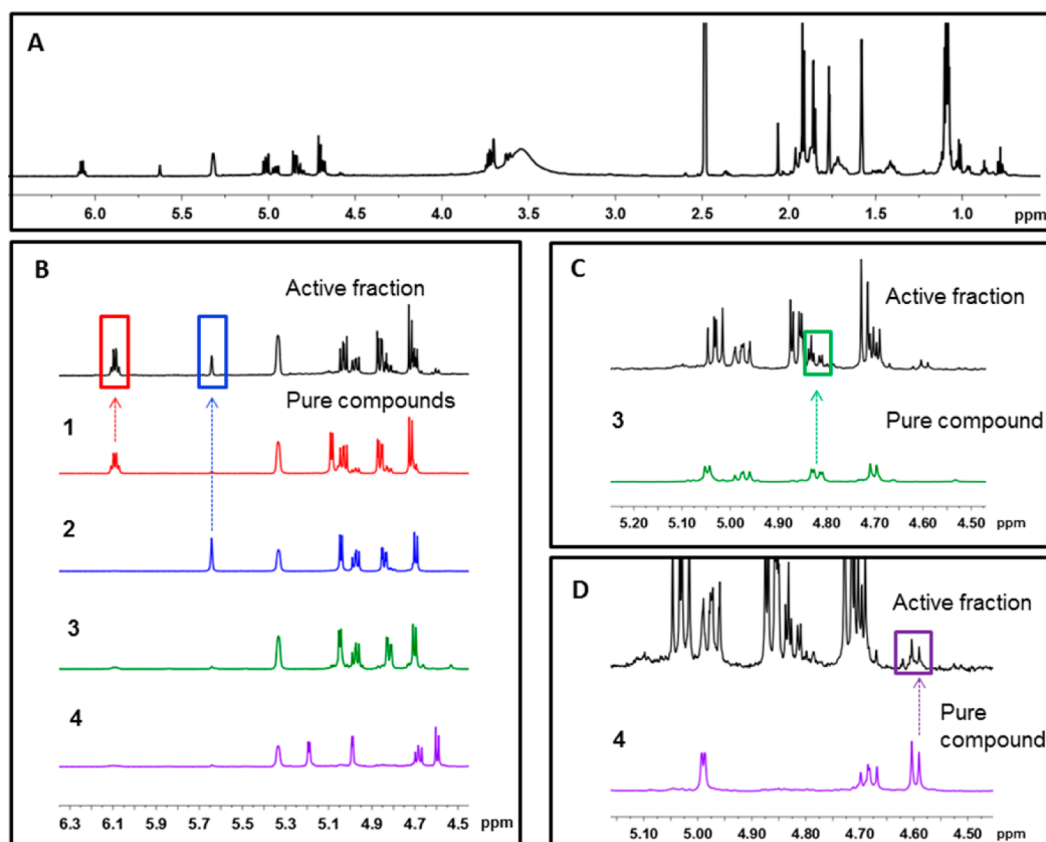 A
6.0 5.5 5.0 4.5 4.0 3.5 3.0 2.5 2.0 1.5 1.0 ppm
B
Active fraction
Pure compounds
1
2
3
4
6.3 6.1 5.9 5.7 5.5 5.3 5.1 4.9 4.7 4.5 ppm
C
Active fraction
3
Pure compound
5.20 5.10 5.00 4.90 4.80 4.70 4.60 4.50 ppm
D
Active fraction
Pure
4
compound
5.10 5.00 4.90 4.80 4.70 4.60 4.50 ppm